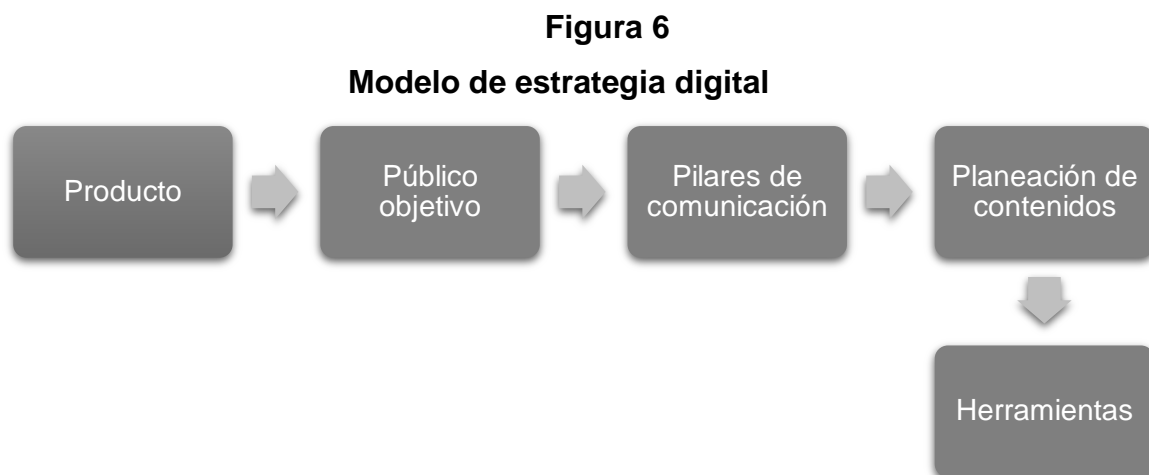 Figura 6
Modelo de estrategia digital
Producto
Público
objetivo
Pilares de
comunicación
Planeación de
contenidos
Herramientas